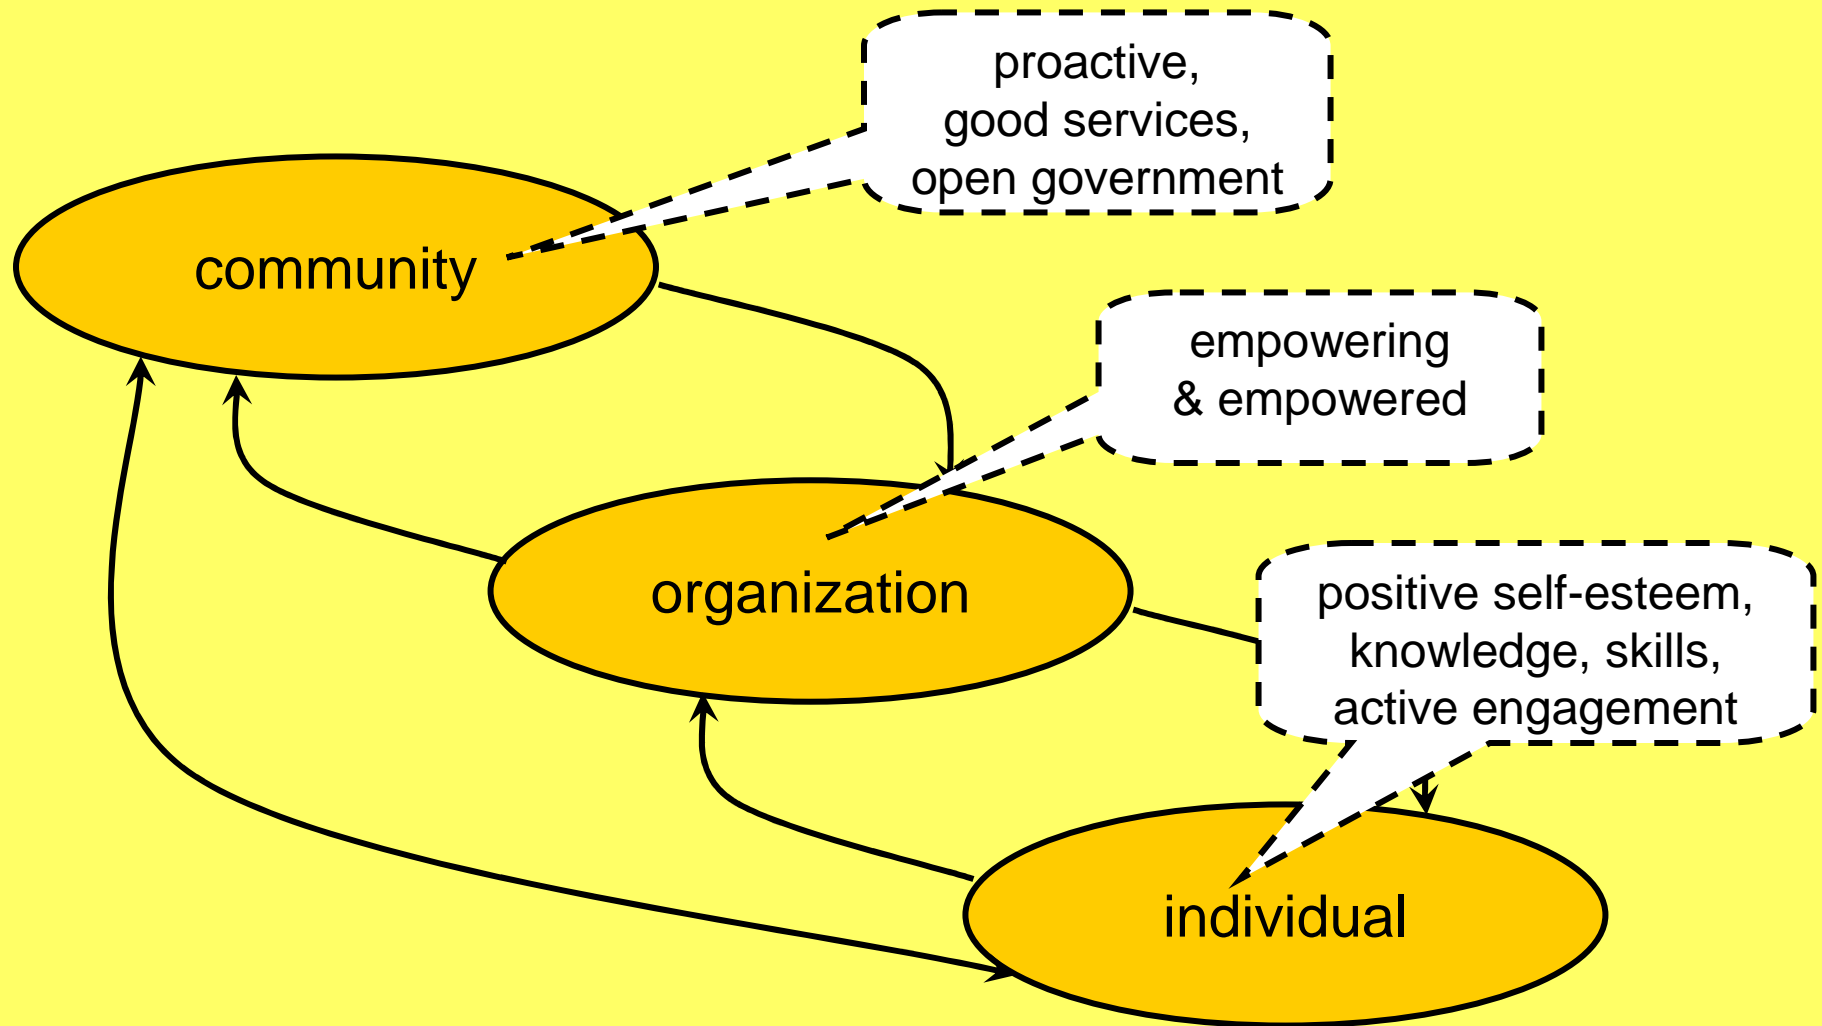 proactive,
good services,
open government
community
empowering
& empowered
organization
positive self-esteem,
knowledge, skills,
active engagement
individual